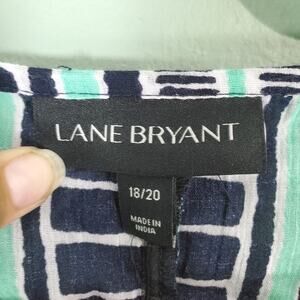 LANE BRYANT
18/20
MADE IN
INDIA